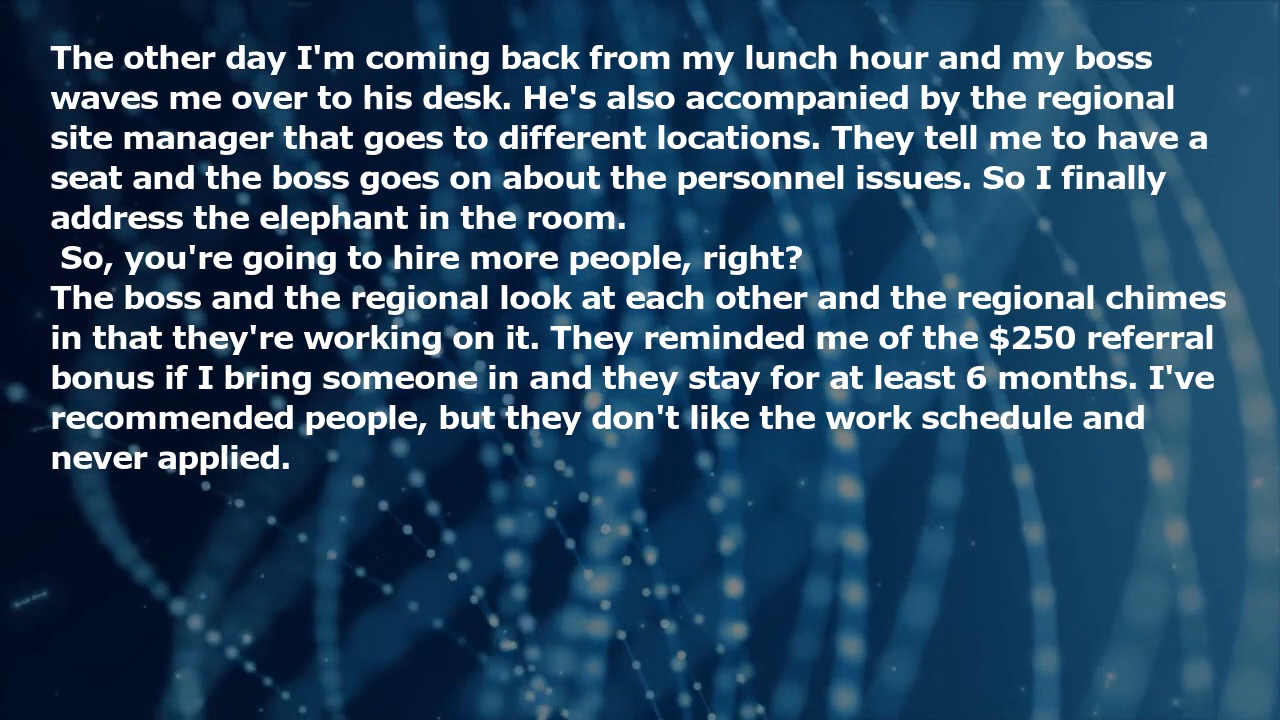 The other day I'm coming back from my lunch hour and my boss
waves me over to his desk. He's also accompanied by the regional
site manager that goes to different locations. They tell me to have a
seat and the boss goes on about the personnel issues. So I finally
address the elephant in the room.
So, you're going to hire more people, right?
The boss and the regional look at each other and the regional chimes
in that they're working on it. They reminded me of the $250 referral
bonus if I bring someone in and they stay for at least 6 months. I've
recommended people, but they don't like the work schedule and
never applied.